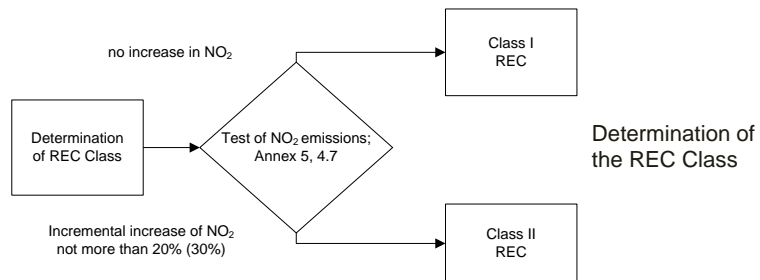 no increase in NO₂
Class I
REC
Determination
of REC Class
Test of NO₂ emissions;
Annex 5, 4.7
Determination of
the REC Class
Incremental increase of NO₂
not more than 20% (30%)
Class II
REC